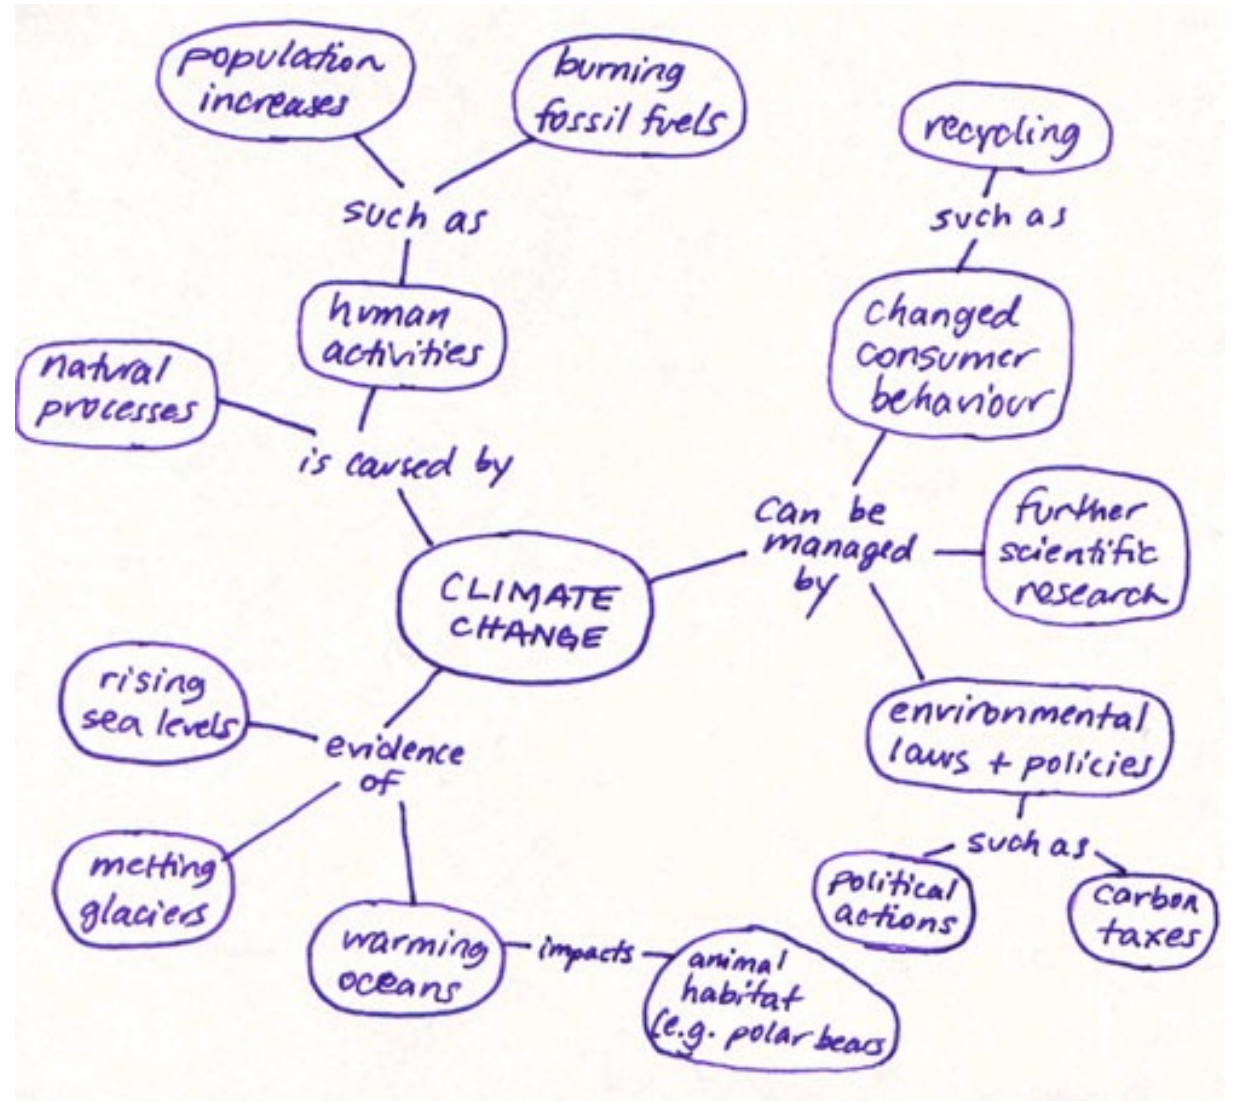 population
increases
burning
fossil fuels
such as
human
activities
natural
processes
is caused by
CLIMATE
CHANGE
recycling
such as
changed
consumer
behaviour
can be
managed
by
further
scientific
research
environmental
laws + policies
such as
political
actions
carbon
taxes
evidence
of
rising
sea levels
melting
glaciers
warming
oceans
impacts
animal
habitat
(e.g. polar bears